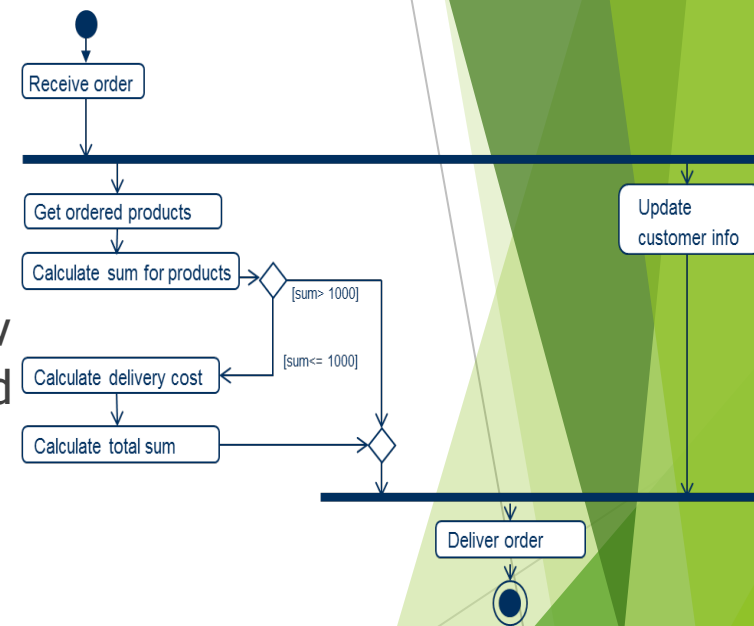 Receive order
Get ordered products
Update
customer info
Calculate sum for products
[sum> 1000]
[sum<= 1000]
Calculate delivery cost
Calculate total sum
Deliver order